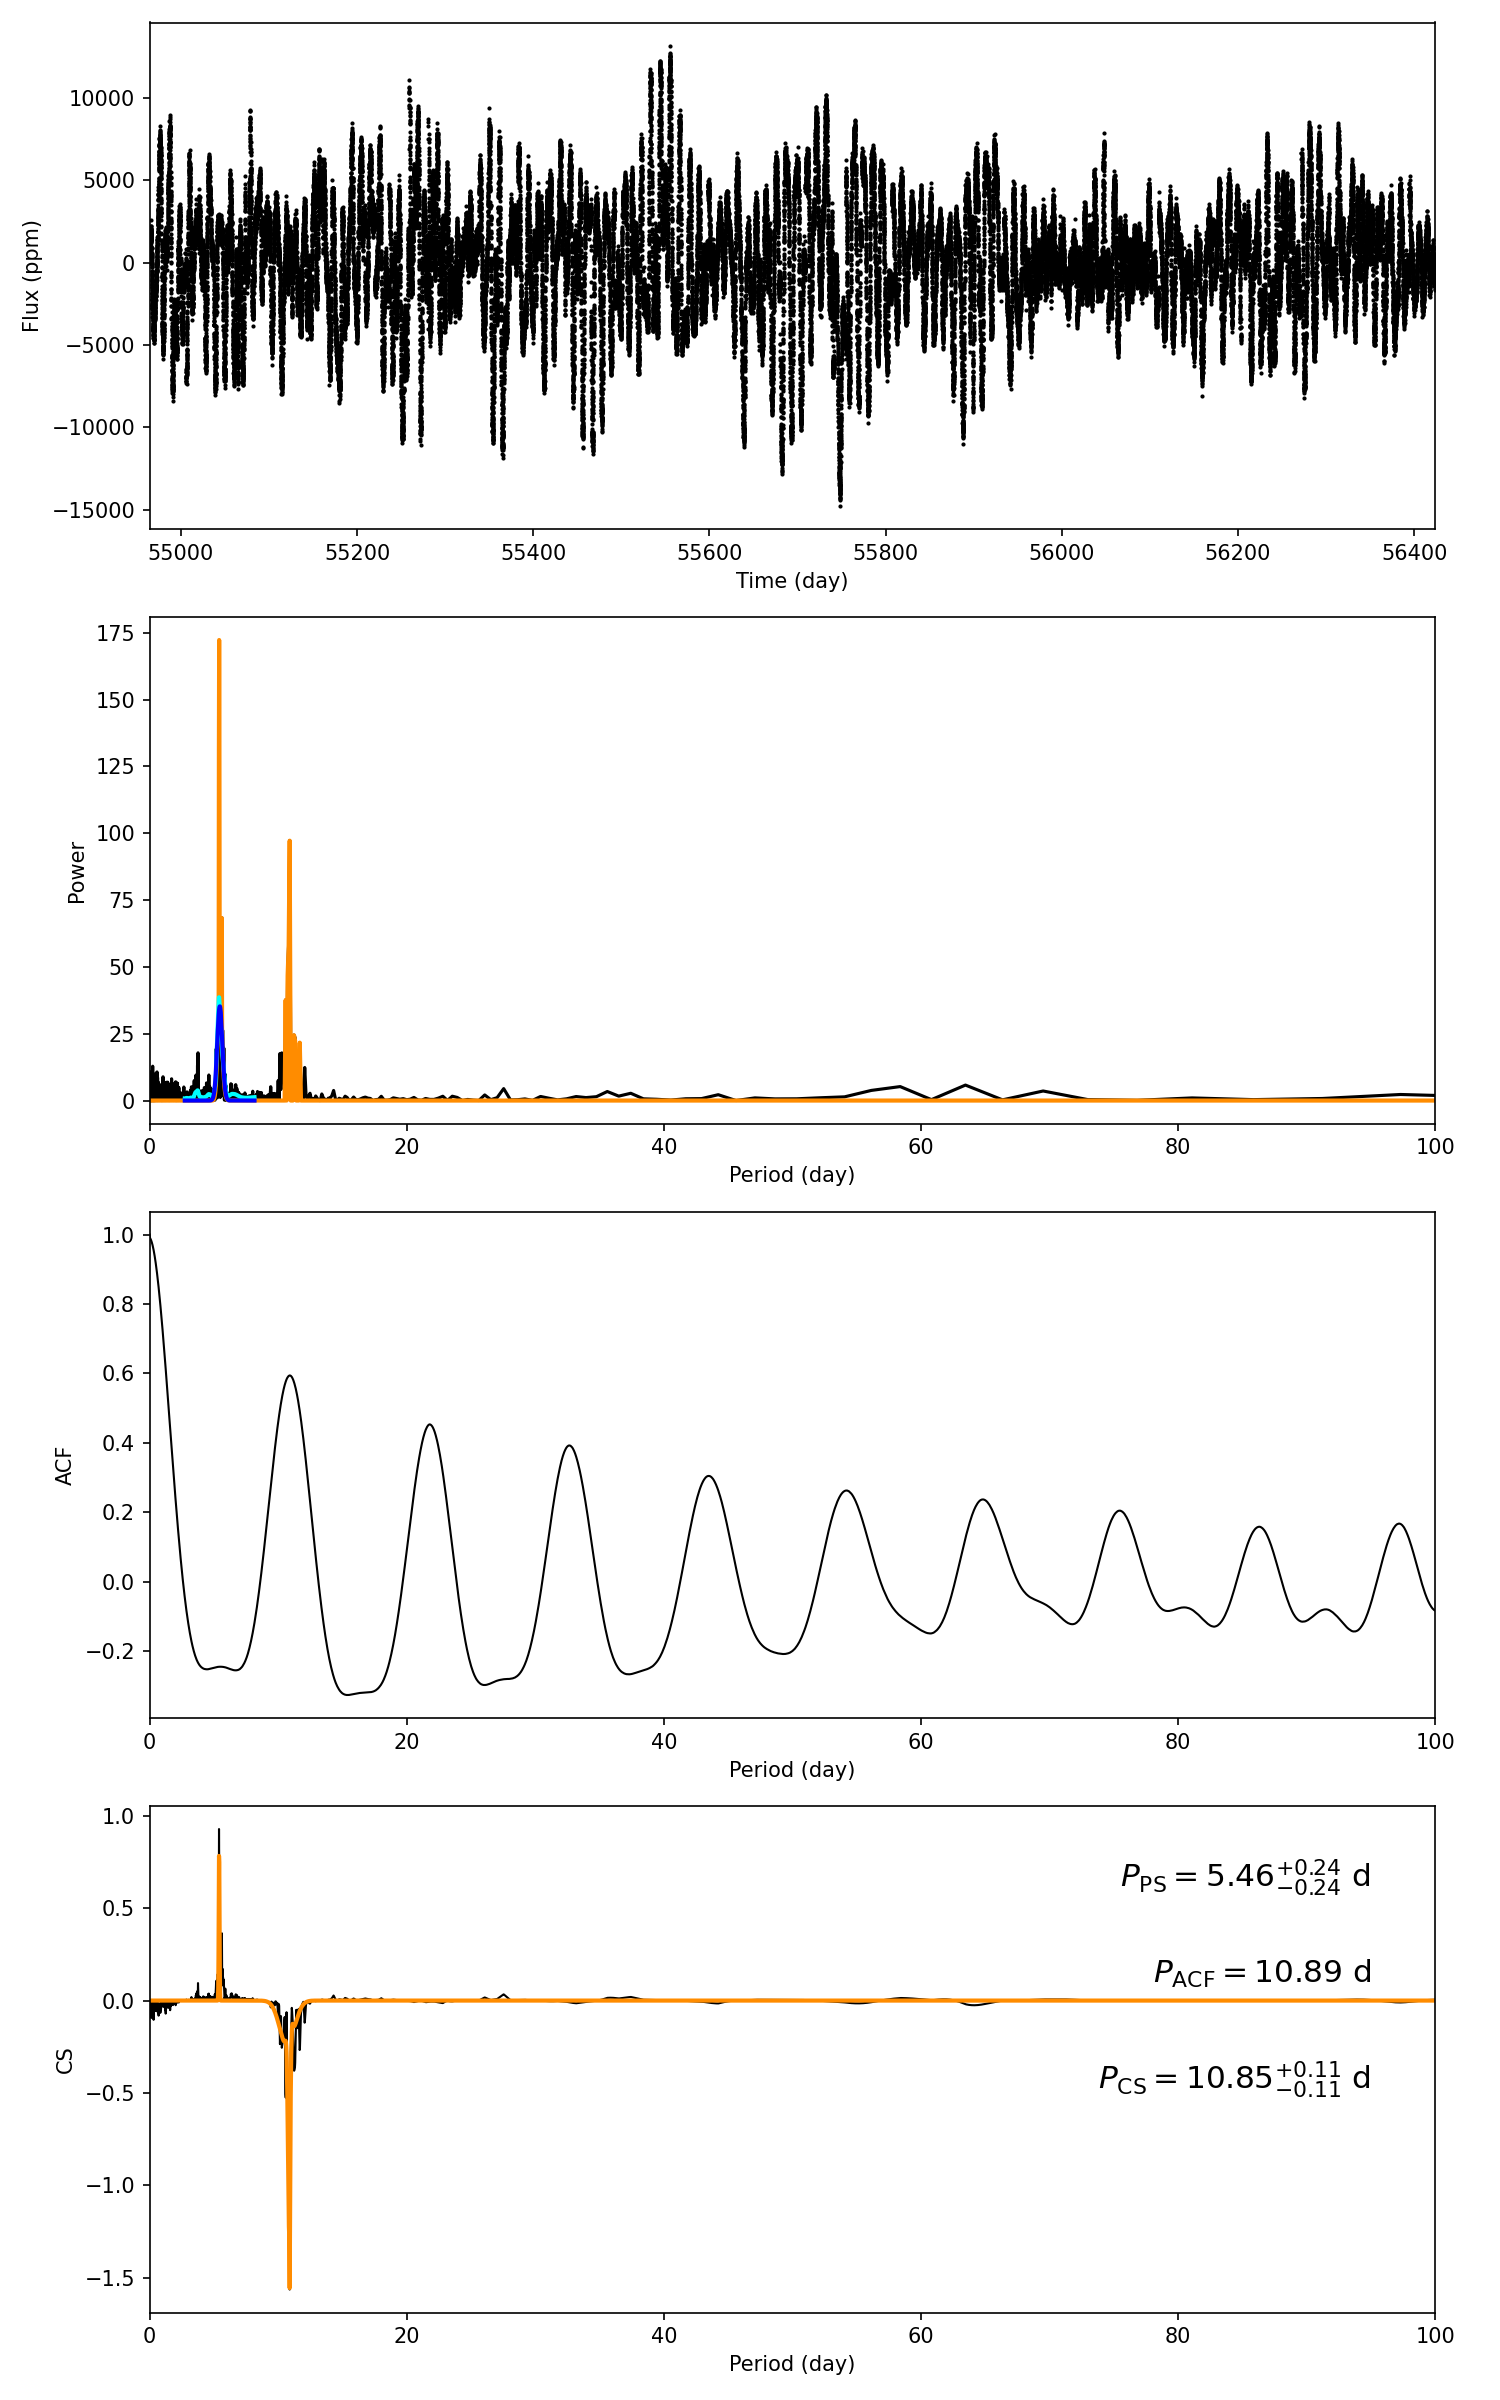 10000
5000
0
−5000
−10000
−15000
Flux (ppm)
55000 55200 55400 55600 55800 56000 56200 56400
Time (day)
175
150
125
100
75
50
25
0
Power
0 20 40 60 80 100
Period (day)
1.0
0.8
0.6
0.4
0.2
0.0
−0.2
ACF
0 20 40 60 80 100
Period (day)
1.0
0.5
0.0
−0.5
−1.0
−1.5
CS
P_PS = 5.46 +0.24 −0.24 d
P_ACF = 10.89 d
P_CS = 10.85 +0.11 −0.11 d
0 20 40 60 80 100
Period (day)